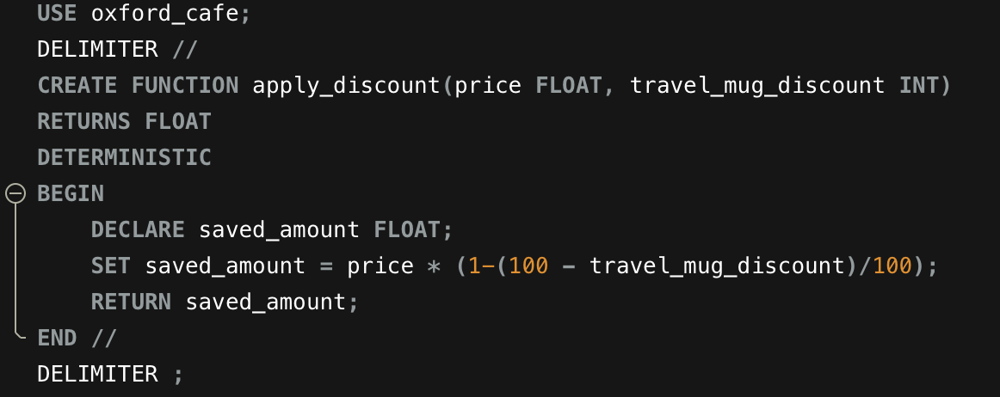 USE oxford_cafe;
DELIMITER //
CREATE FUNCTION apply_discount(price FLOAT, travel_mug_discount INT)
RETURNS FLOAT
DETERMINISTIC
BEGIN
    DECLARE saved_amount FLOAT;
    SET saved_amount = price * (1-(100 - travel_mug_discount)/100);
    RETURN saved_amount;
END //
DELIMITER ;